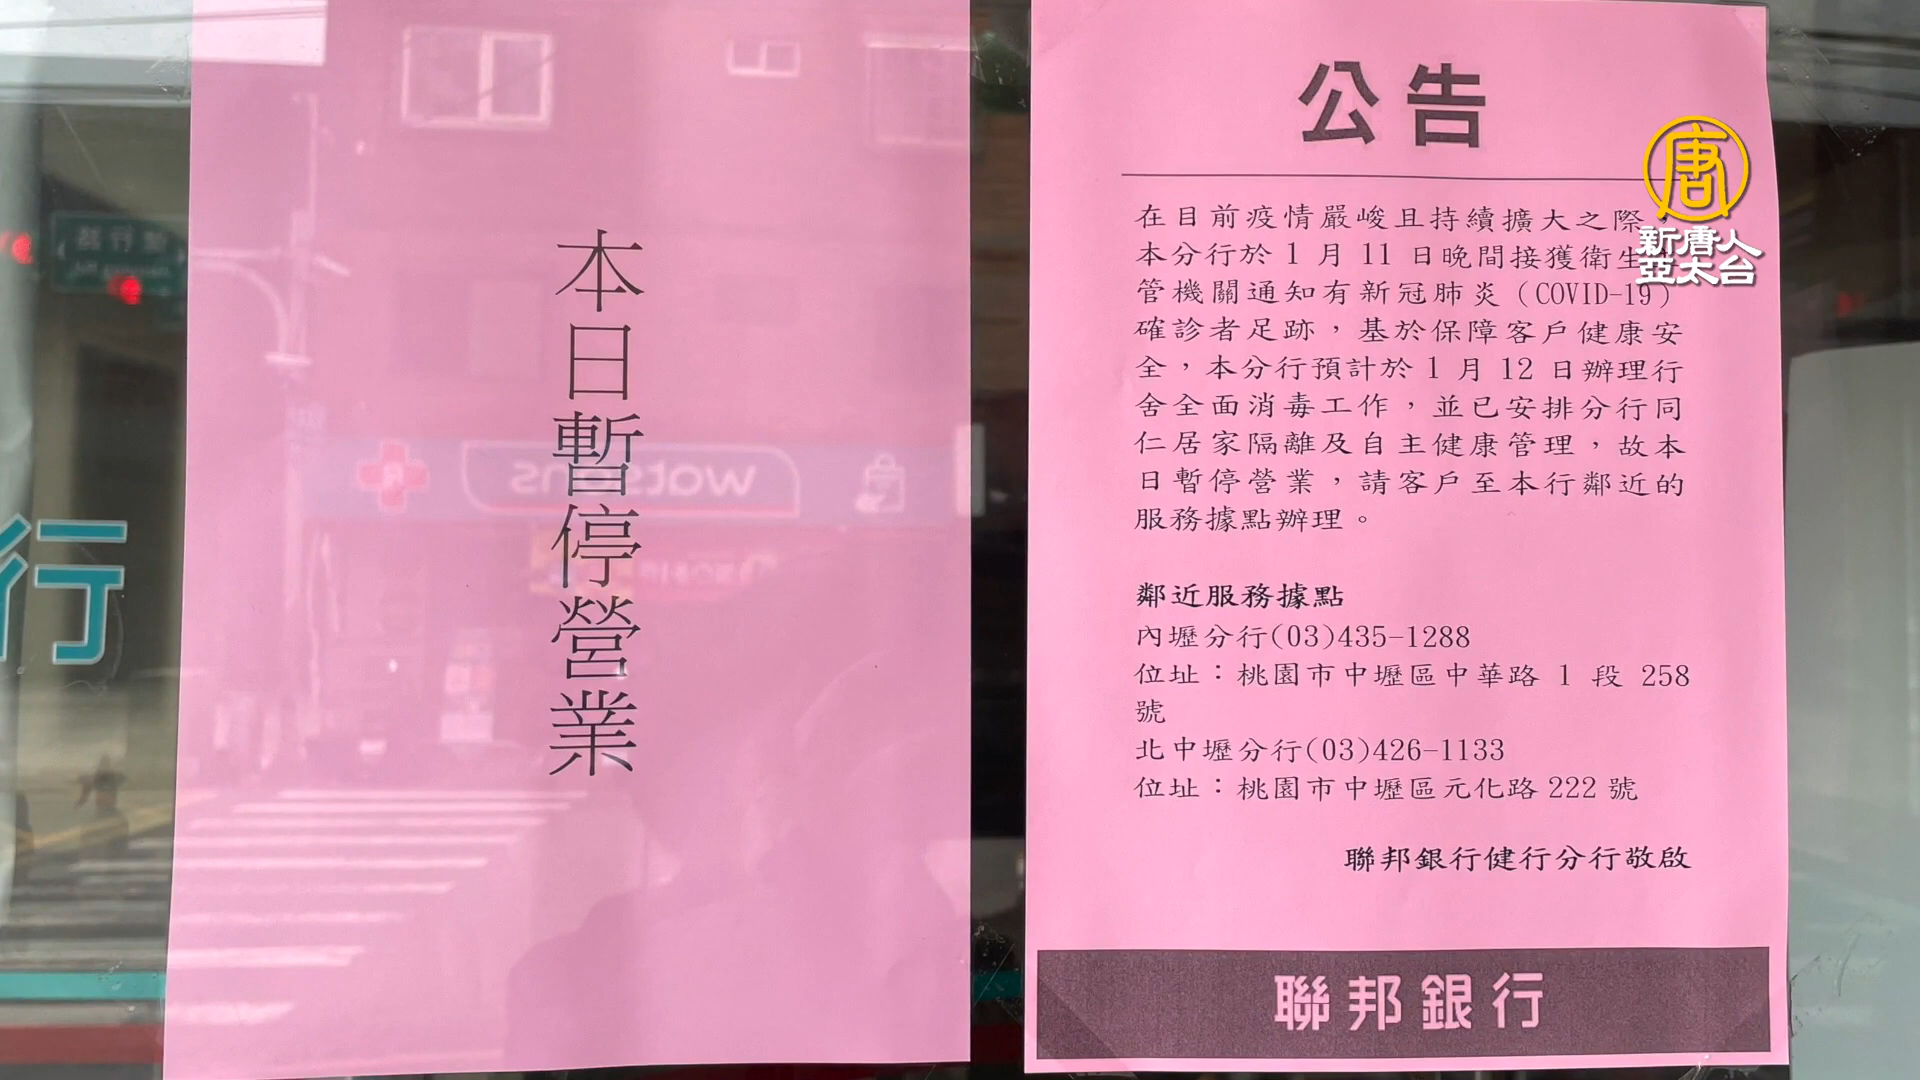 本日暫停營業
公告
在目前疫情嚴峻且持續擴大之際，
本分行於1月11日晚間接獲衛生
管機關通知有新冠肺炎（COVID-19）
確診者足跡，基於保障客戶健康安
全，本分行預計於1月12日辦理行
舍全面消毒工作，並已安排分行同
仁居家隔離及自主健康管理，故本
日暫停營業，請客戶至本行鄰近的
服務據點辦理。
鄰近服務據點
內壢分行(03)435-1288
位址：桃園市中壢區中華路 1 段 258
號
北中壢分行(03)426-1133
位址：桃園市中壢區元化路 222 號
聯邦銀行健行分行敬啟
聯邦銀行
唐
新唐人
亞太台
行
watsons